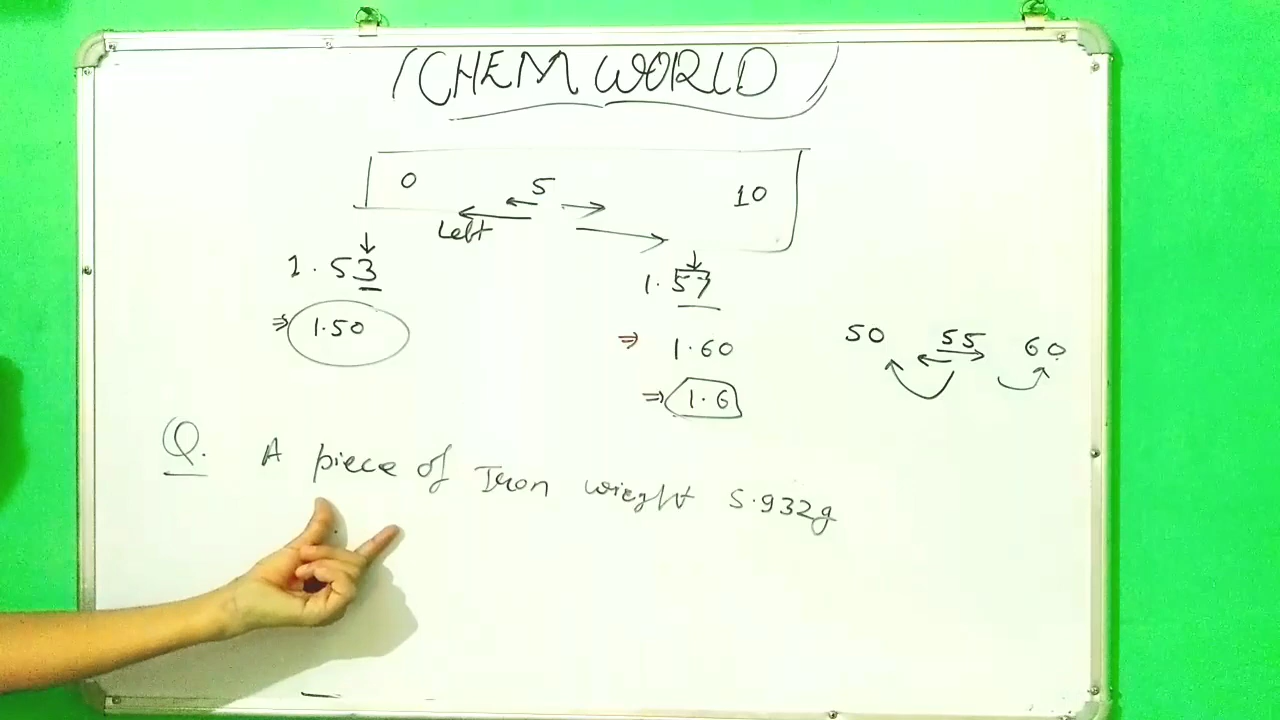 CHEM WORLD
0 5 10
Left
1.53 1.57
⇒ 1.50 ⇒ 1.60
50 55 60
⇒ 1.6
Q. A piece of Iron wieght 5.932g